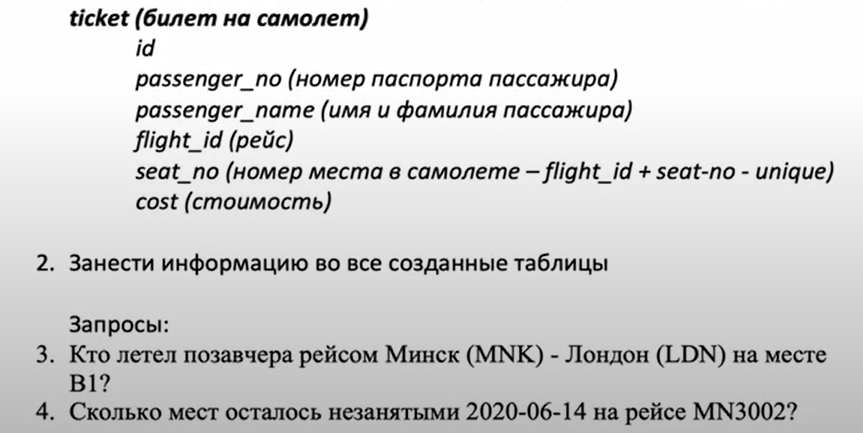 ticket (билет на самолет)
id
passenger_no (номер паспорта пассажира)
passenger_name (имя и фамилия пассажира)
flight_id (рейс)
seat_no (номер места в самолете – flight_id + seat-no - unique)
cost (стоимость)
2. Занести информацию во все созданные таблицы
Запросы:
3. Кто летел позавчера рейсом Минск (MNK) - Лондон (LDN) на месте
B1?
4. Сколько мест осталось незанятыми 2020-06-14 на рейсе MN3002?